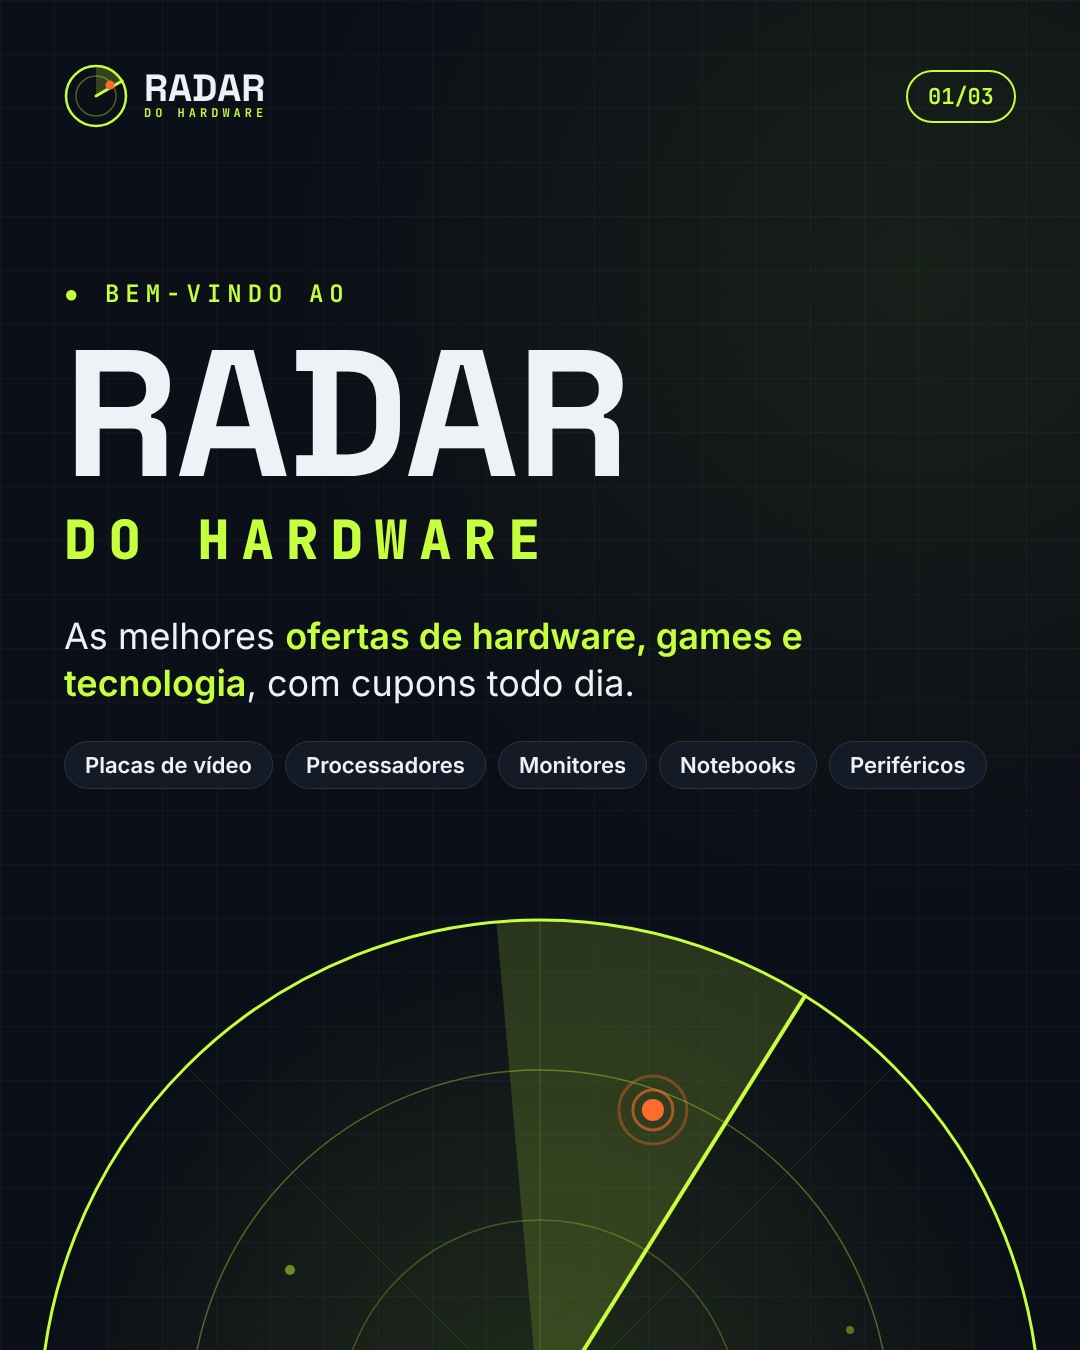 RADAR
DO HARDWARE
01/03
• BEM-VINDO AO
RADAR
DO HARDWARE
As melhores ofertas de hardware, games e
tecnologia, com cupons todo dia.
Placas de vídeo
Processadores
Monitores
Notebooks
Periféricos